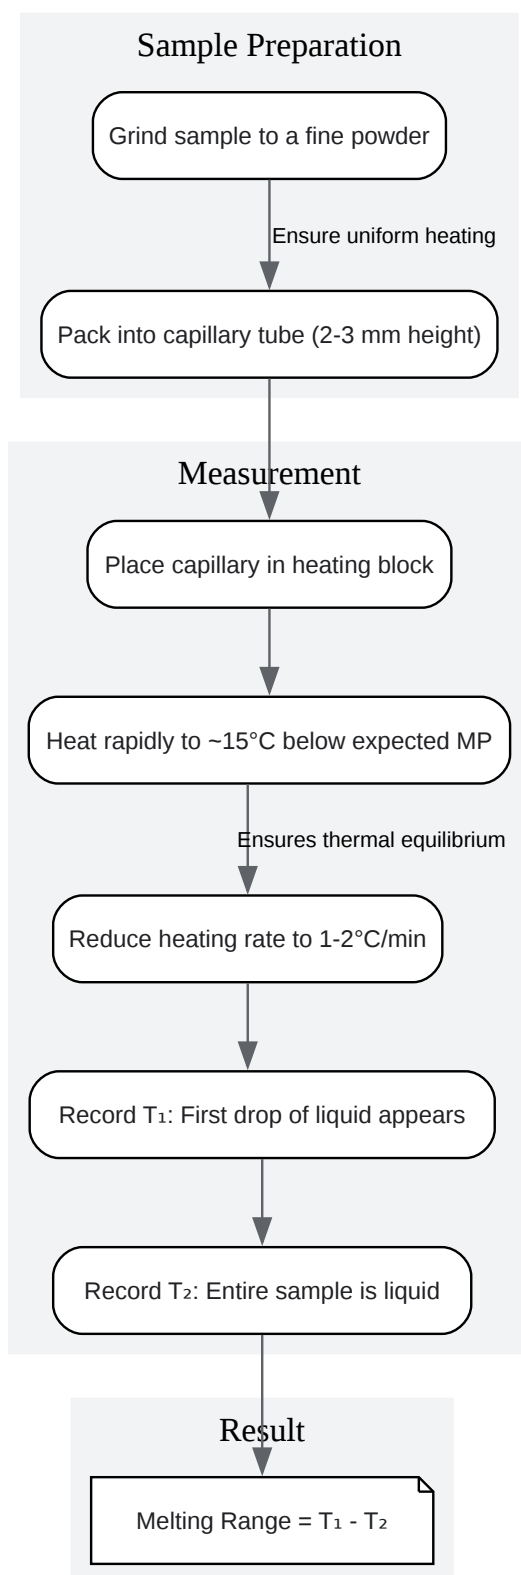 Sample Preparation
Grind sample to a fine powder
Ensure uniform heating
Pack into capillary tube (2-3 mm height)
Measurement
Place capillary in heating block
Heat rapidly to ~15°C below expected MP
Ensures thermal equilibrium
Reduce heating rate to 1-2°C/min
Record T₁: First drop of liquid appears
Record T₂: Entire sample is liquid
Result
Melting Range = T₁ - T₂